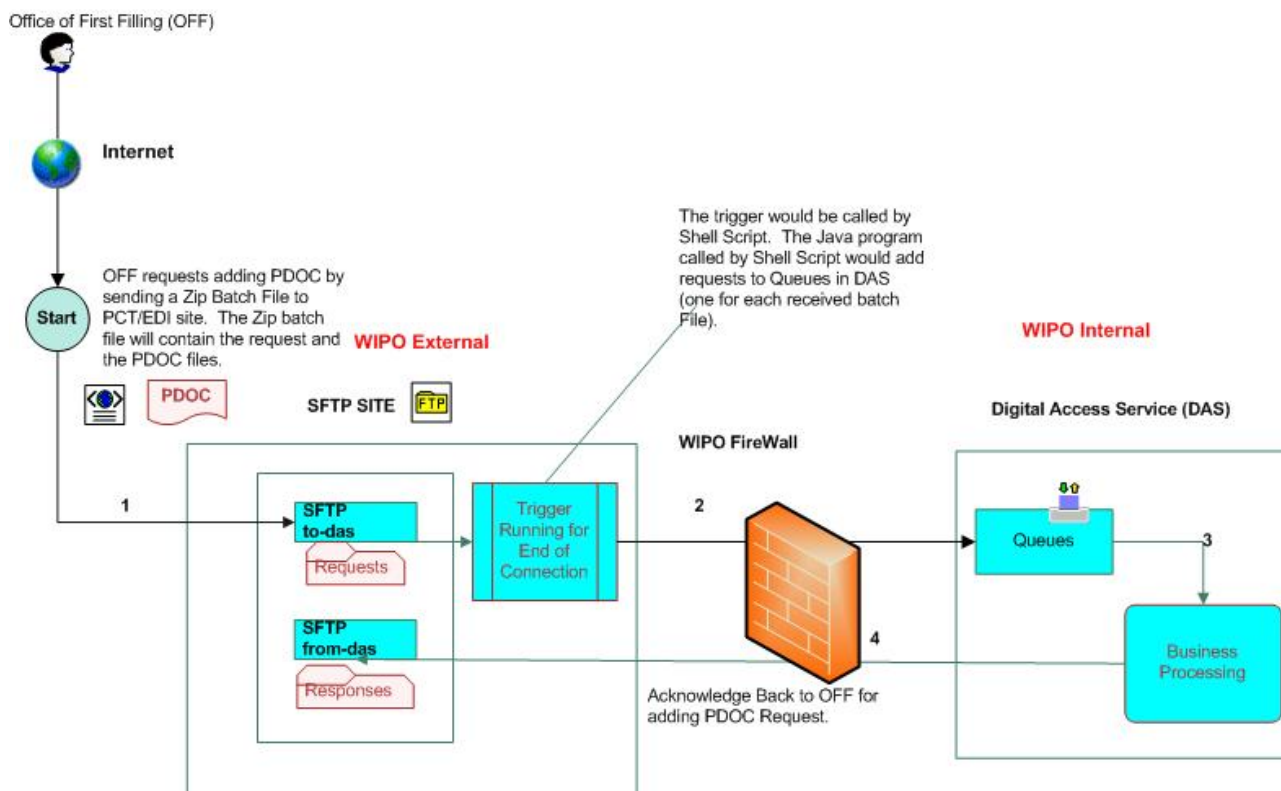 Office of First Filling (OFF)
Internet
The trigger would be called by
Shell Script. The Java program
called by Shell Script would add
requests to Queues in DAS
(one for each received batch
File).
OFF requests adding PDOC by
sending a Zip Batch File to
PCT/EDI site. The Zip batch
file will contain the request and
the PDOC files.
Start
WIPO External
WIPO Internal
PDOC
SFTP SITE
FTP
Digital Access Service (DAS)
WIPO FireWall
1
SFTP
to-das
Requests
Trigger
Running for
End of
Connection
2
Queues
3
SFTP
from-das
Responses
4
Business
Processing
Acknowledge Back to OFF for
adding PDOC Request.